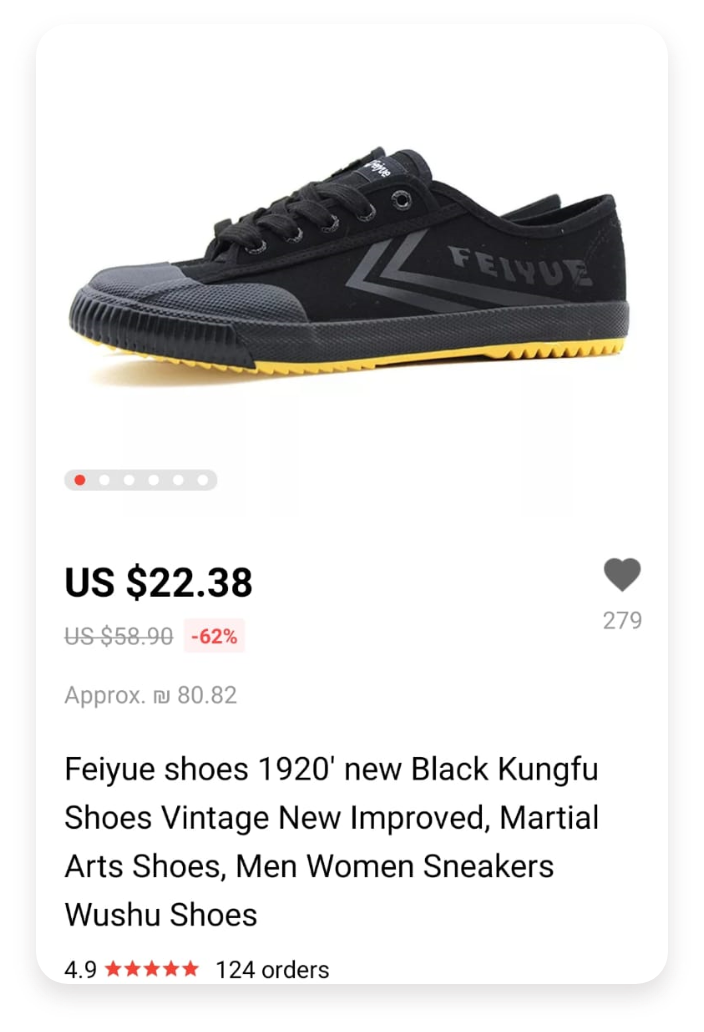 feiyue
FEIYUE
US $22.38
US $58.90 -62%
279
Approx. ₪ 80.82
Feiyue shoes 1920' new Black Kungfu
Shoes Vintage New Improved, Martial
Arts Shoes, Men Women Sneakers
Wushu Shoes
4.9 ★★★★★ 124 orders